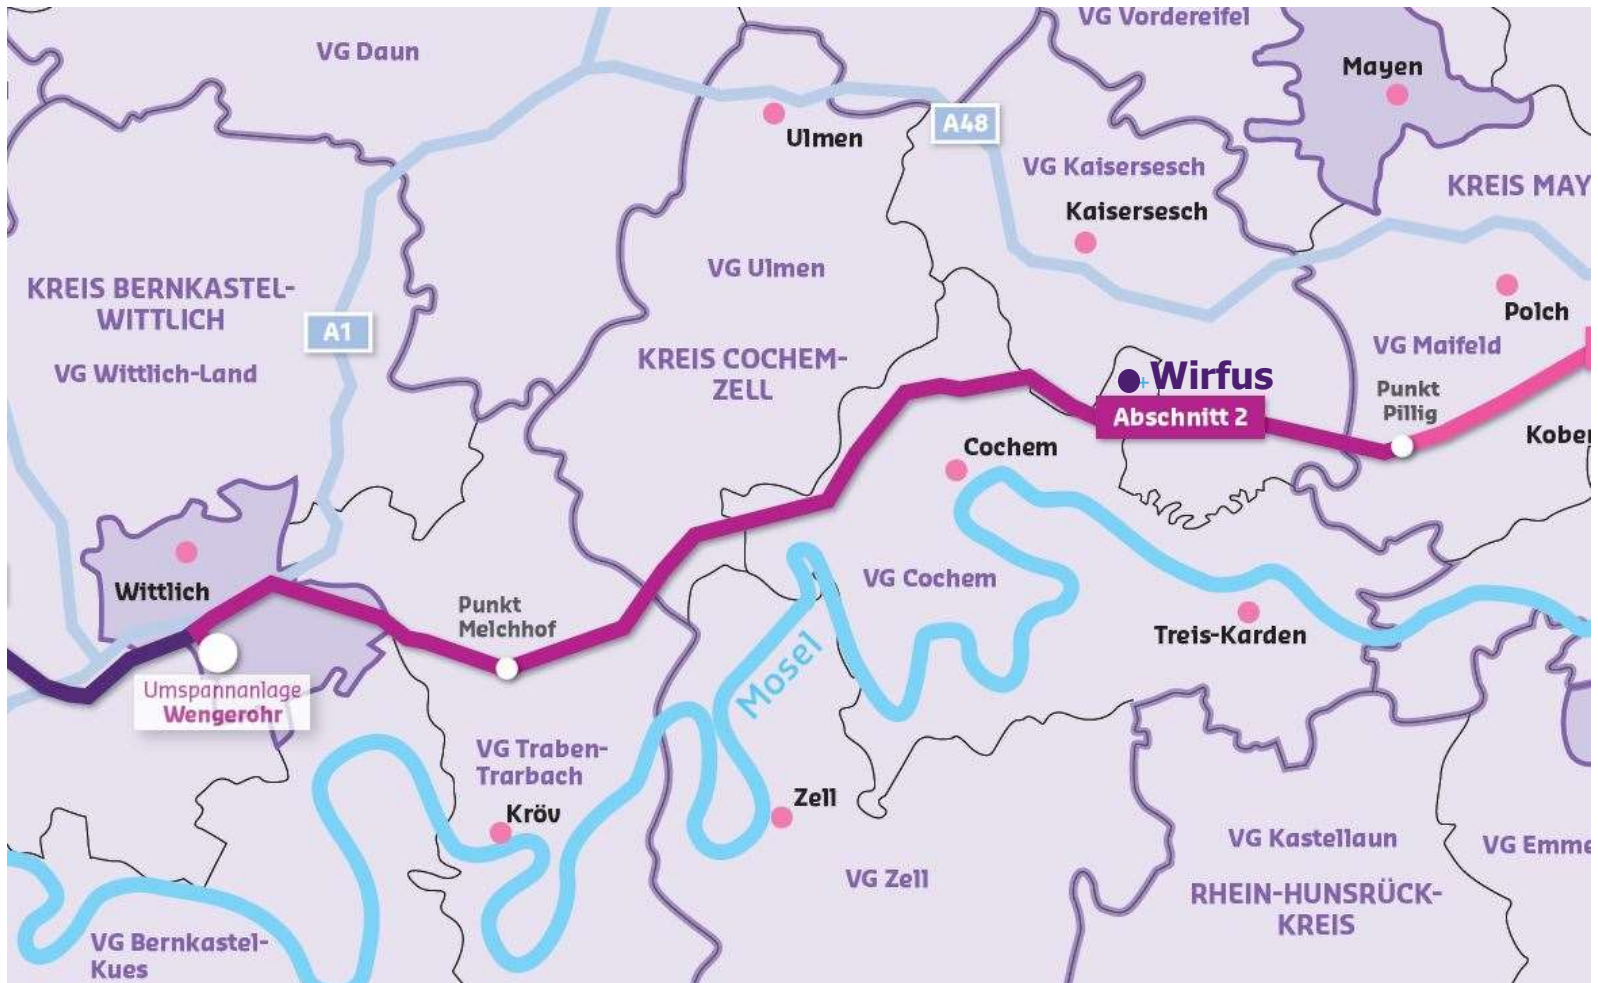 VG Vordereifel
VG Daun
Mayen
Ulmen
A48
VG Kaisersesch
KREIS MAY
Kaisersesch
VG Ulmen
KREIS BERNKASTEL-
WITTLICH
A1
Polch
VG Maifeld
KREIS COCHEM-
ZELL
VG Wittlich-Land
Wirfus
Punkt
Pillig
Abschnitt 2
Kober
Cochem
VG Cochem
Wittlich
Punkt
Melchhof
Treis-Karden
Mosel
Umspannanlage
Wengerohr
VG Traben-
Trarbach
Zell
Kröv
VG Kastellaun
VG Emme
VG Zell
RHEIN-HUNSRÜCK-
KREIS
VG Bernkastel-
Kues